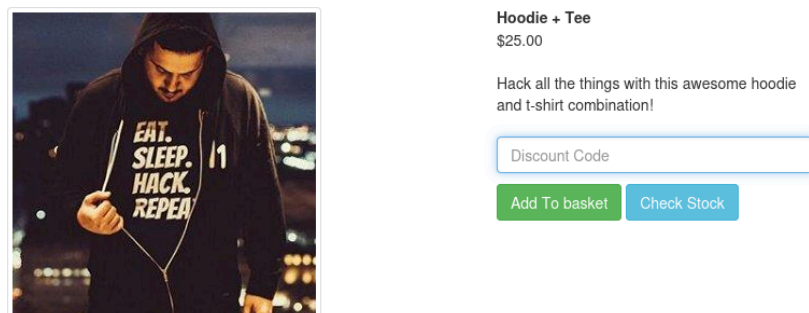 Hoodie + Tee
$25.00
Hack all the things with this awesome hoodie
and t-shirt combination!
Discount Code
Add To basket
Check Stock
EAT.
SLEEP.
HACK.
REPEA